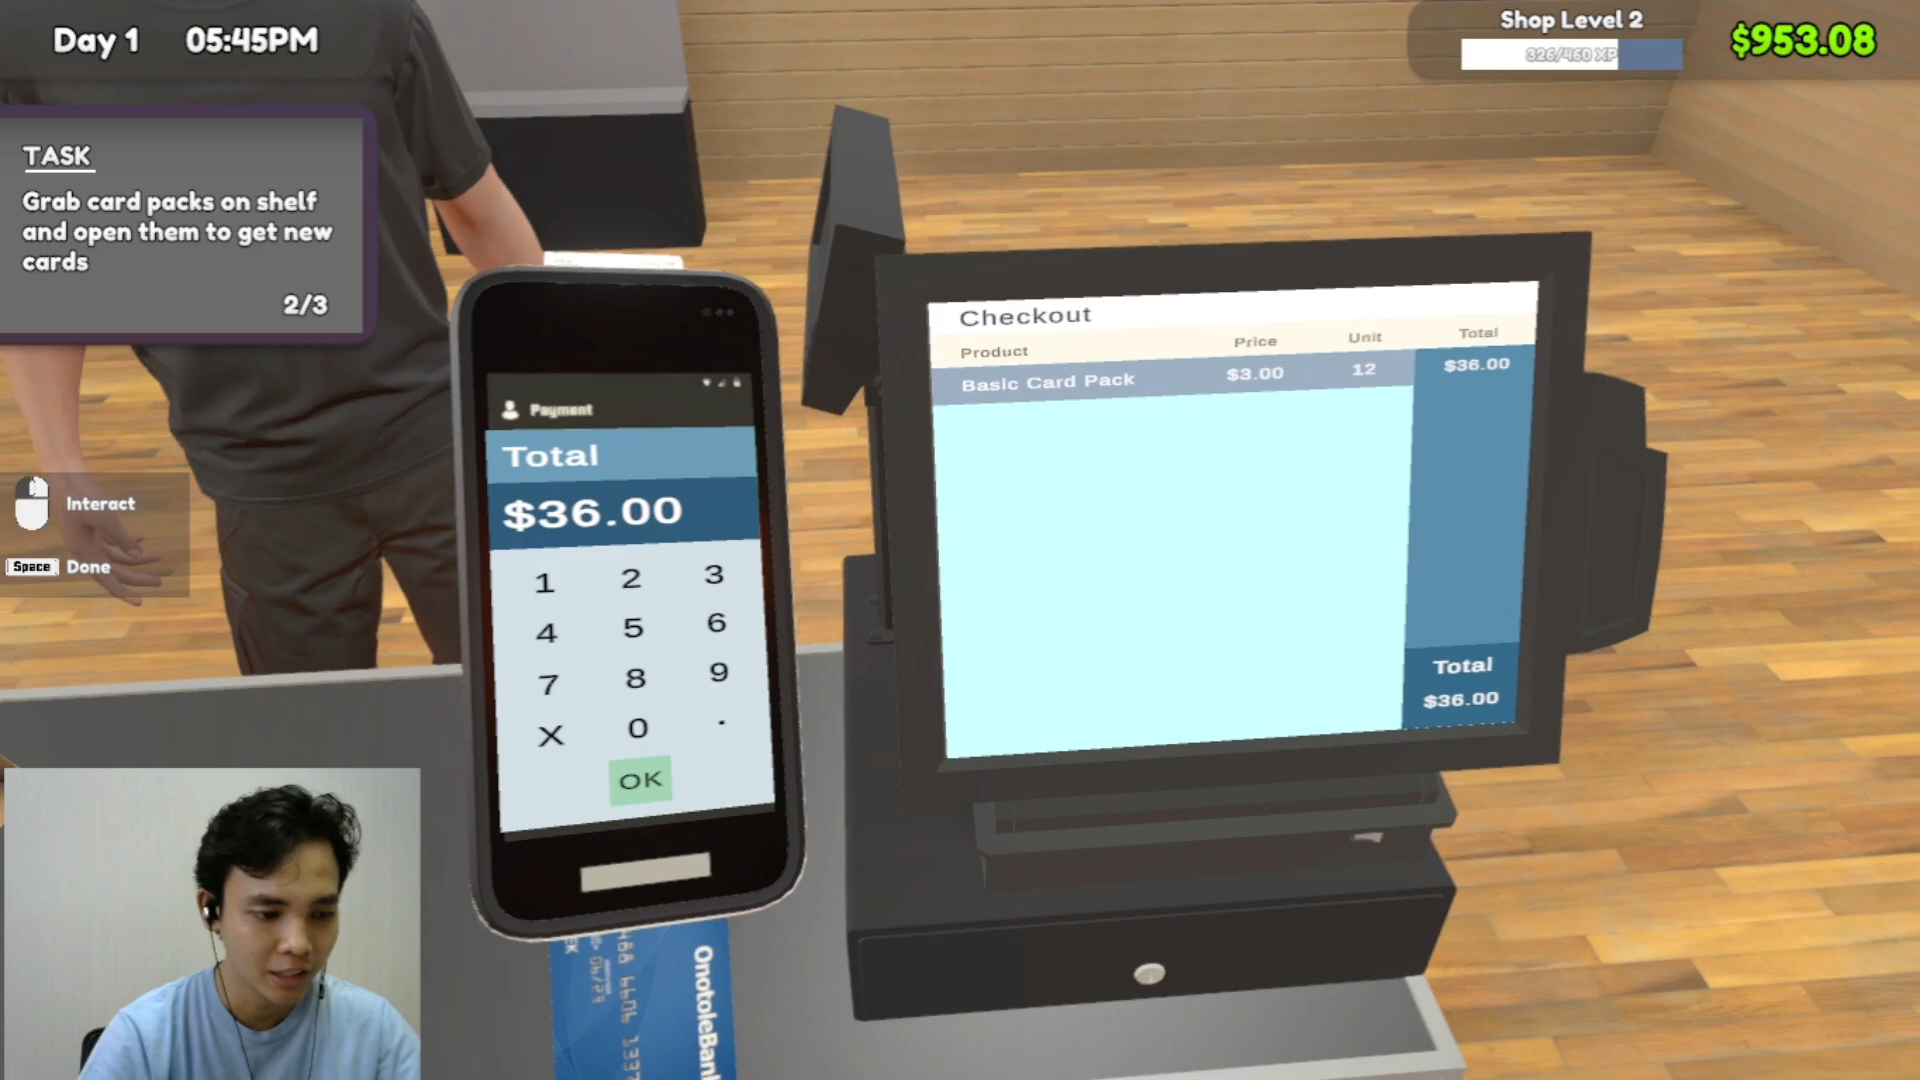 Day 1 05:45PM
Shop Level 2
326/460 XP
$953.08
TASK
Grab card packs on shelf
and open them to get new
cards
2/3
Interact
Space Done
Payment
Total
$36.00
1 2 3
4 5 6
7 8 9
X 0 .
OK
Checkout
Product Price Unit Total
Basic Card Pack $3.00 12 $36.00
Total
$36.00
OnotoleBank